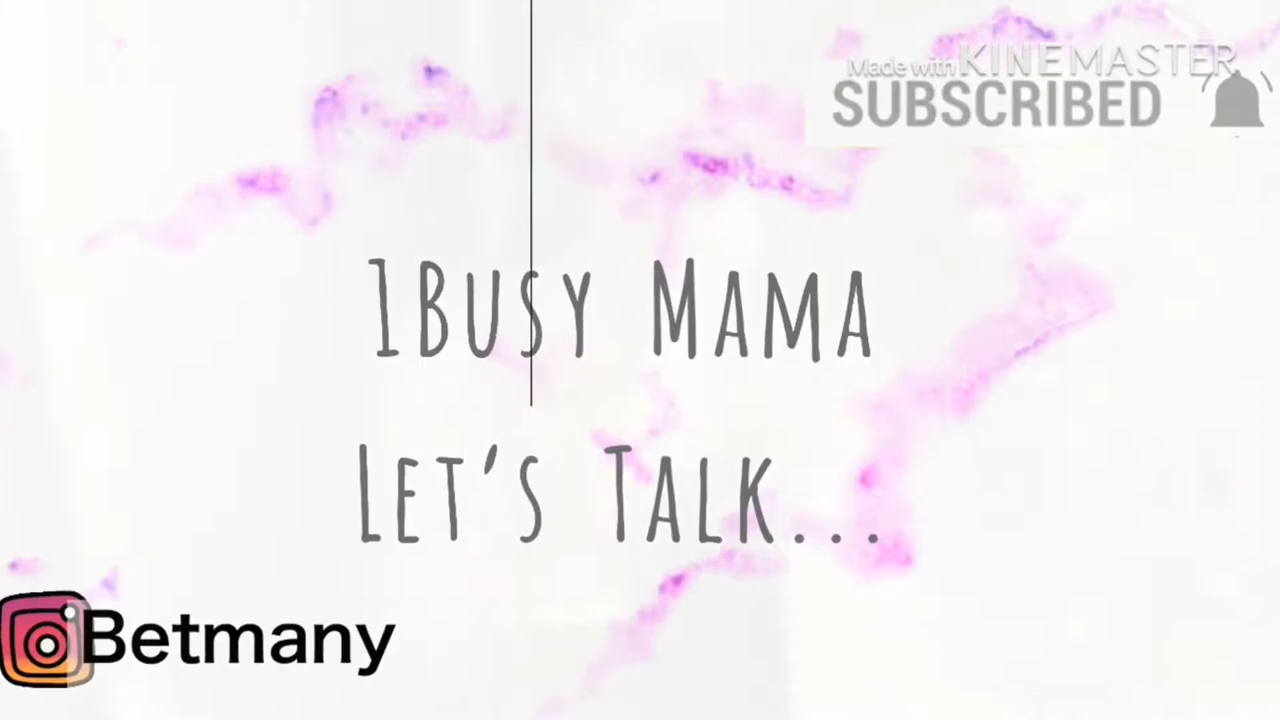 Made with KINEMASTER
SUBSCRIBED
1Busy Mama
Let's Talk...
Betmany